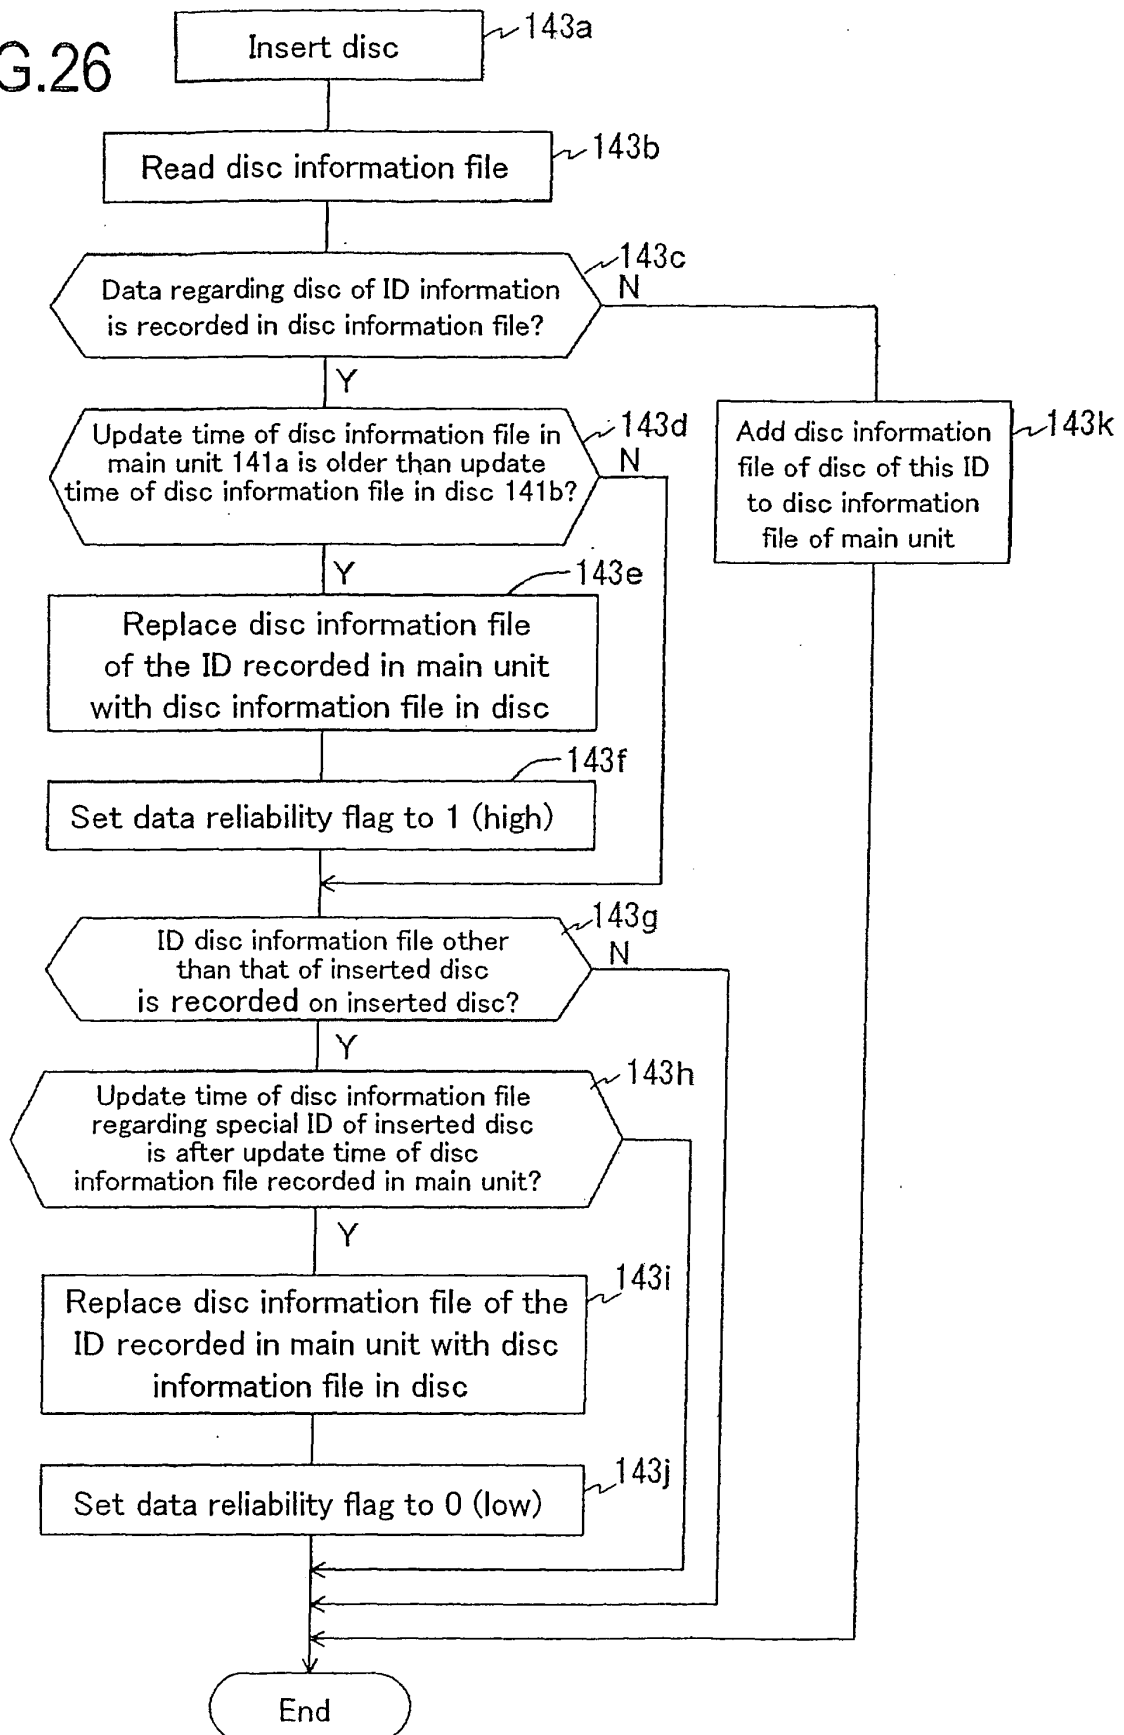 G.26
Insert disc
143a
Read disc information file
143b
143c
Data regarding disc of ID information
is recorded in disc information file?
N
Y
143d
Update time of disc information file in
main unit 141a is older than update
time of disc information file in disc 141b?
N
Y
143k
Add disc information
file of disc of this ID
to disc information
file of main unit
143e
Replace disc information file
of the ID recorded in main unit
with disc information file in disc
143f
Set data reliability flag to 1 (high)
143g
ID disc information file other
than that of inserted disc
is recorded on inserted disc?
N
Y
143h
Update time of disc information file
regarding special ID of inserted disc
is after update time of disc
information file recorded in main unit?
Y
143i
Replace disc information file of the
ID recorded in main unit with disc
information file in disc
143j
Set data reliability flag to 0 (low)
End